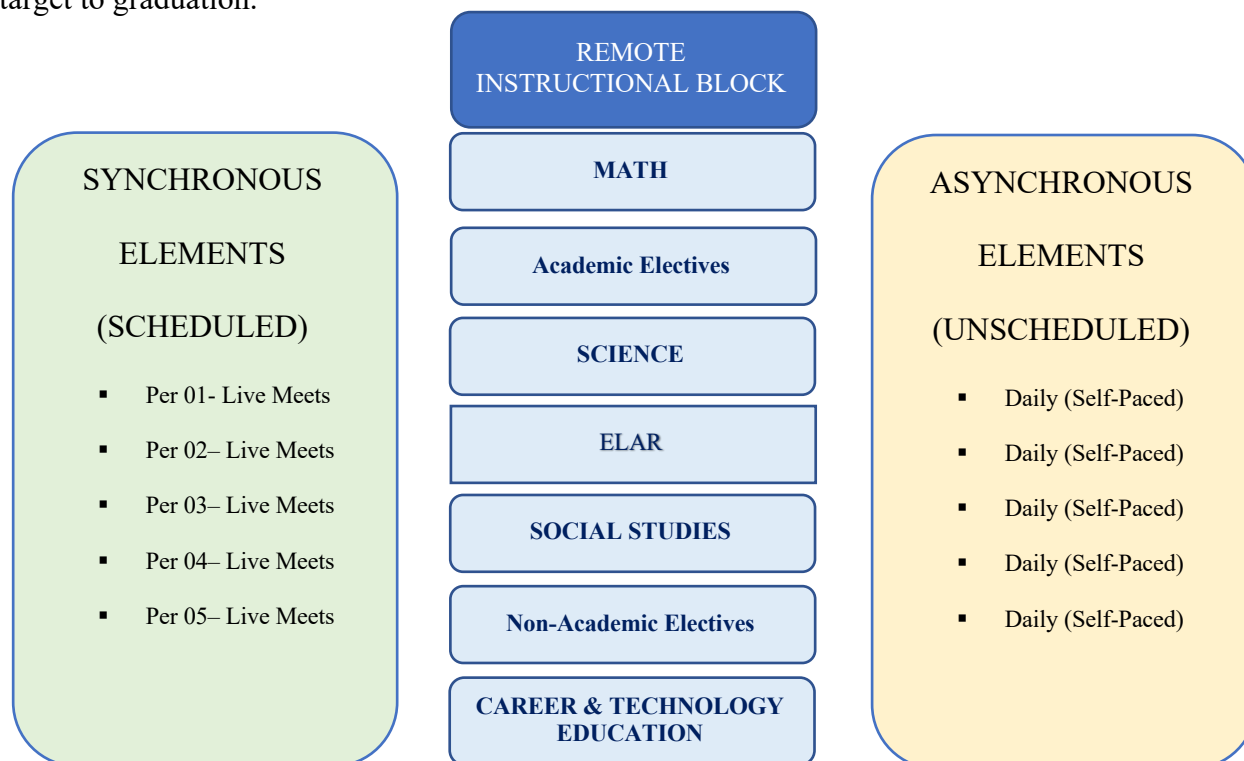 target to graduation.
REMOTE
INSTRUCTIONAL BLOCK
SYNCHRONOUS
ELEMENTS
(SCHEDULED)
▪ Per 01- Live Meets
▪ Per 02– Live Meets
▪ Per 03– Live Meets
▪ Per 04– Live Meets
▪ Per 05– Live Meets
MATH
Academic Electives
SCIENCE
ELAR
SOCIAL STUDIES
Non-Academic Electives
CAREER & TECHNOLOGY
EDUCATION
ASYNCHRONOUS
ELEMENTS
(UNSCHEDULED)
▪ Daily (Self-Paced)
▪ Daily (Self-Paced)
▪ Daily (Self-Paced)
▪ Daily (Self-Paced)
▪ Daily (Self-Paced)